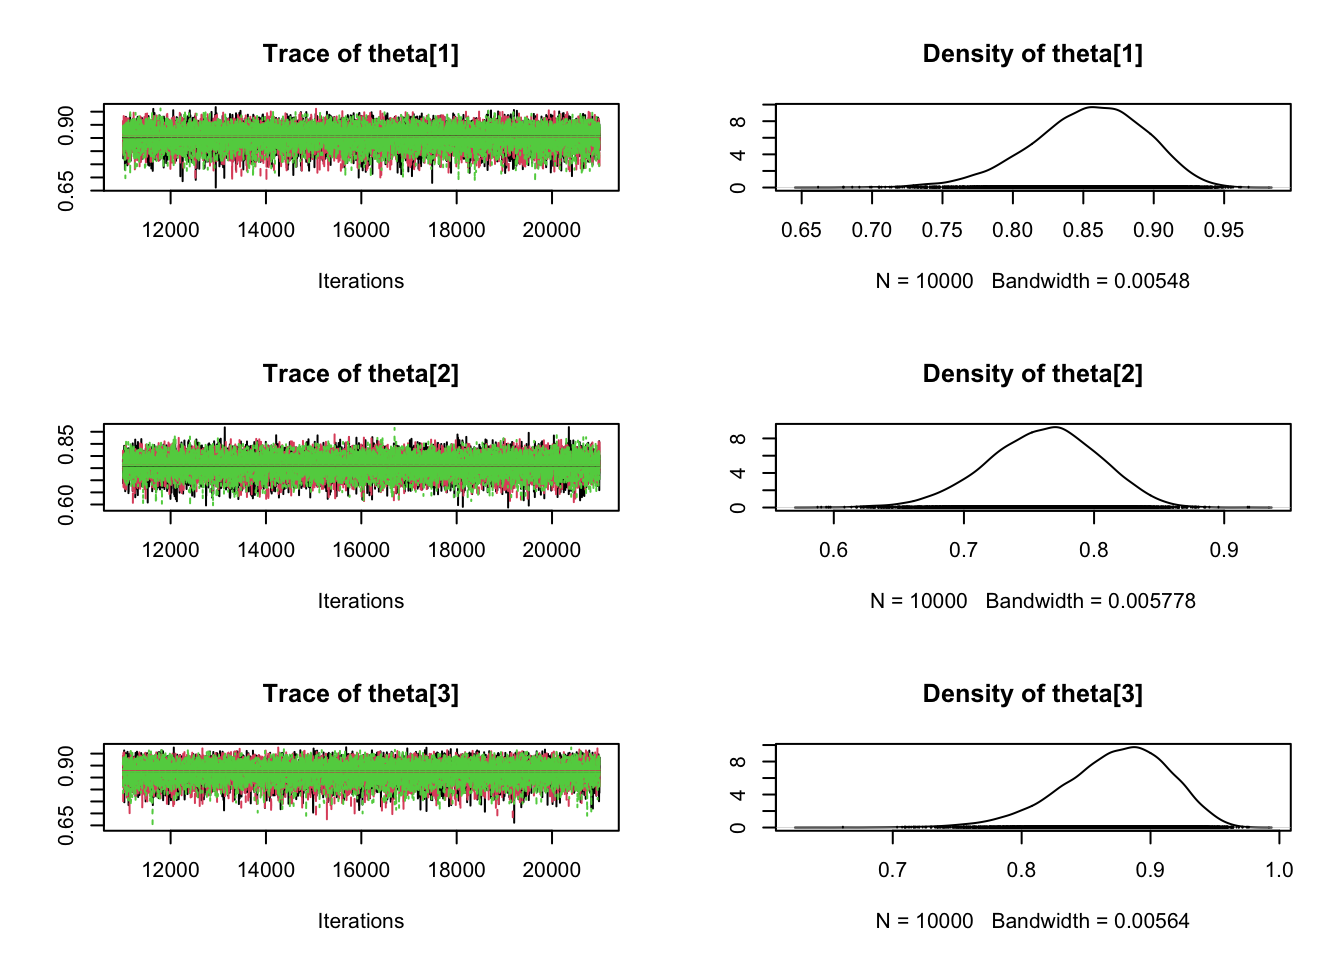 Trace of theta[1]
0.65 0.90
12000 14000 16000 18000 20000
Iterations
Density of theta[1]
0 4 8
0.65 0.70 0.75 0.80 0.85 0.90 0.95
N = 10000 Bandwidth = 0.00548
Trace of theta[2]
0.60 0.85
12000 14000 16000 18000 20000
Iterations
Density of theta[2]
0 4 8
0.6 0.7 0.8 0.9
N = 10000 Bandwidth = 0.005778
Trace of theta[3]
0.65 0.90
12000 14000 16000 18000 20000
Iterations
Density of theta[3]
0 4 8
0.7 0.8 0.9 1.0
N = 10000 Bandwidth = 0.00564